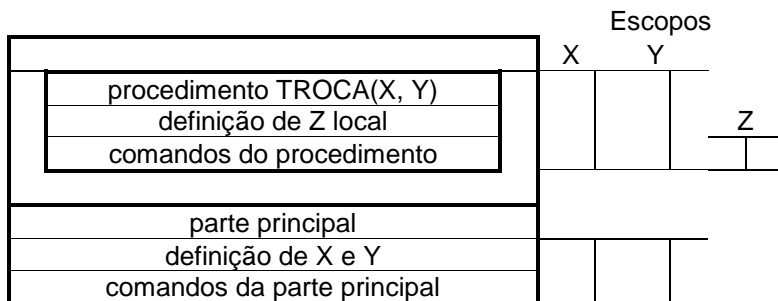 Escopos
X Y
procedimento TROCA(X, Y)
definição de Z local
Z
comandos do procedimento
parte principal
definição de X e Y
comandos da parte principal